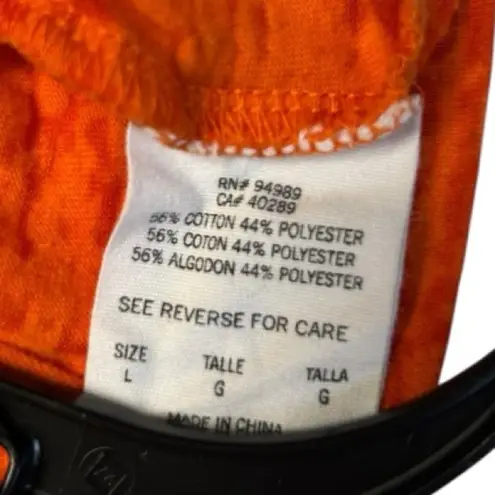 RN# 94989
CA# 40289
56% COTTON 44% POLYESTER
56% COTON 44% POLYESTER
56% ALGODON 44% POLYESTER
SEE REVERSE FOR CARE
SIZE TALLE TALLA
L G G
MADE IN CHINA